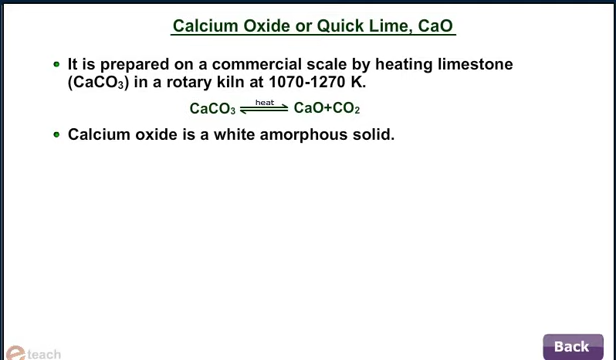 Calcium Oxide or Quick Lime, CaO
• It is prepared on a commercial scale by heating limestone
(CaCO₃) in a rotary kiln at 1070-1270 K.
CaCO₃ ⇌ heat CaO+CO₂
• Calcium oxide is a white amorphous solid.
Back
e teach